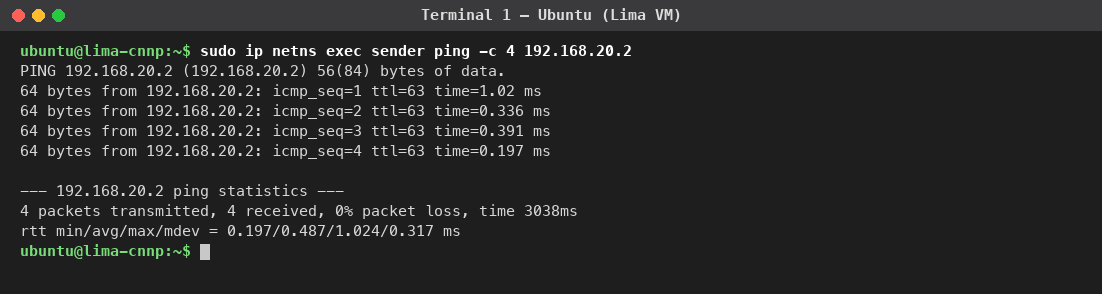 Terminal 1 — Ubuntu (Lima VM)
ubuntu@lima-cnnp:~$ sudo ip netns exec sender ping -c 4 192.168.20.2
PING 192.168.20.2 (192.168.20.2) 56(84) bytes of data.
64 bytes from 192.168.20.2: icmp_seq=1 ttl=63 time=1.02 ms
64 bytes from 192.168.20.2: icmp_seq=2 ttl=63 time=0.336 ms
64 bytes from 192.168.20.2: icmp_seq=3 ttl=63 time=0.391 ms
64 bytes from 192.168.20.2: icmp_seq=4 ttl=63 time=0.197 ms
--- 192.168.20.2 ping statistics ---
4 packets transmitted, 4 received, 0% packet loss, time 3038ms
rtt min/avg/max/mdev = 0.197/0.487/1.024/0.317 ms
ubuntu@lima-cnnp:~$